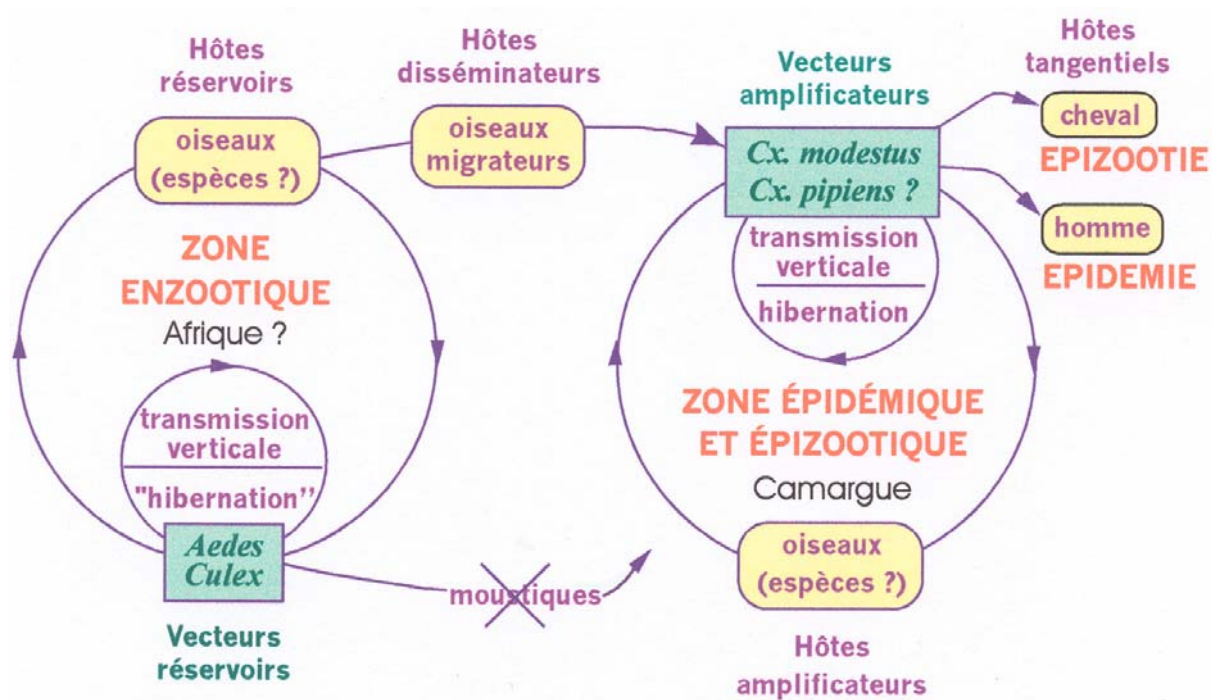 Hôtes
réservoirs
oiseaux
(espèces ?)
ZONE
ENZOOTIQUE
Afrique ?
transmission
verticale
"hibernation"
Aedes
Culex
Vecteurs
réservoirs
Hôtes
disséminateurs
oiseaux
migrateurs
moustiques
Vecteurs
amplificateurs
Cx. modestus
Cx. pipiens ?
transmission
verticale
hibernation
ZONE ÉPIDÉMIQUE
ET ÉPIZOOTIQUE
Camargue
oiseaux
(espèces ?)
Hôtes
amplificateurs
Hôtes
tangentiels
cheval
EPIZOOTIE
homme
EPIDEMIE